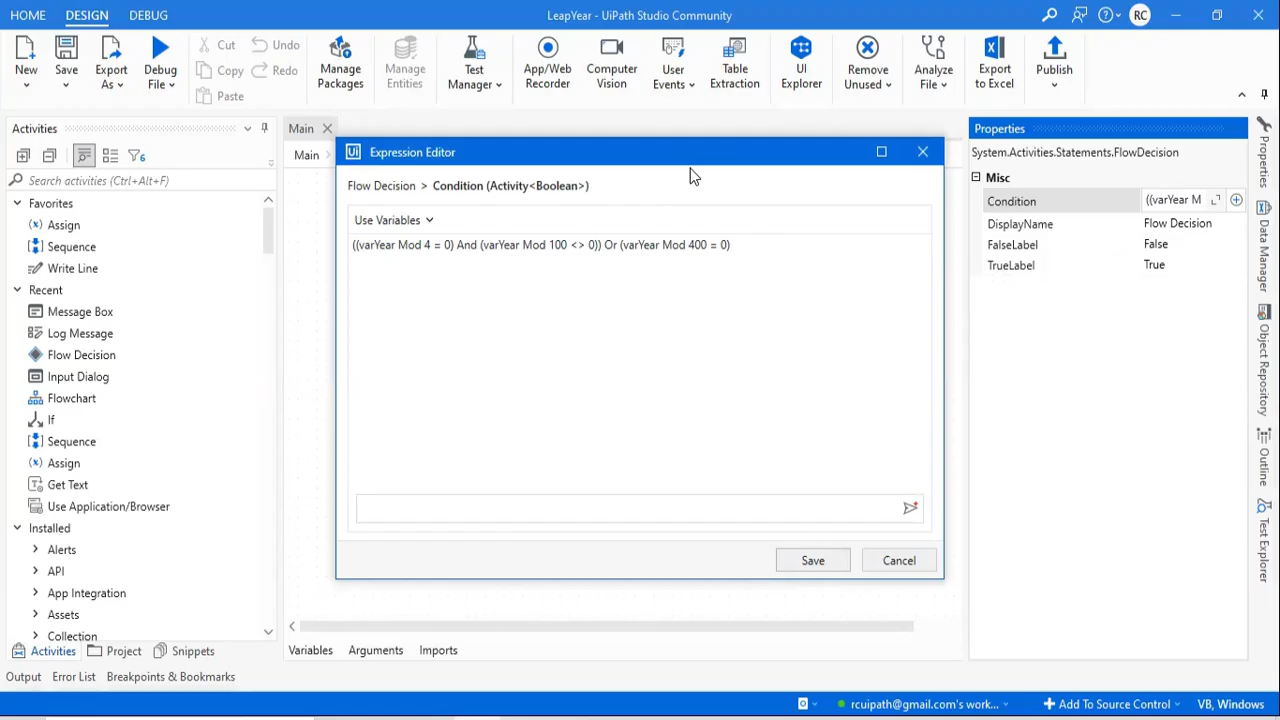 HOME DESIGN DEBUG LeapYear - UiPath Studio Community RC
New Save Export As Debug File Cut Copy Paste Undo Redo Manage Packages Manage Entities Test Manager App/Web Recorder Computer Vision User Events Table Extraction UI Explorer Remove Unused Analyze File Export to Excel Publish
Activities
Search activities (Ctrl+Alt+F)
Favorites
Assign
Sequence
Write Line
Recent
Message Box
Log Message
Flow Decision
Input Dialog
Flowchart
If
Sequence
Assign
Get Text
Use Application/Browser
Installed
Alerts
API
App Integration
Assets
Collection
Activities Project Snippets
Main
Main
Ui Expression Editor
Flow Decision > Condition (Activity<Boolean>)
Use Variables
((varYear Mod 4 = 0) And (varYear Mod 100 <> 0)) Or (varYear Mod 400 = 0)
Save Cancel
Variables Arguments Imports
Properties
System.Activities.Statements.FlowDecision
Misc
Condition ((varYear M
DisplayName Flow Decision
FalseLabel False
TrueLabel True
Properties
Data Manager
Object Repository
Outline
Test Explorer
Output Error List Breakpoints & Bookmarks
rcuipath@gmail.com's work... Add To Source Control VB, Windows